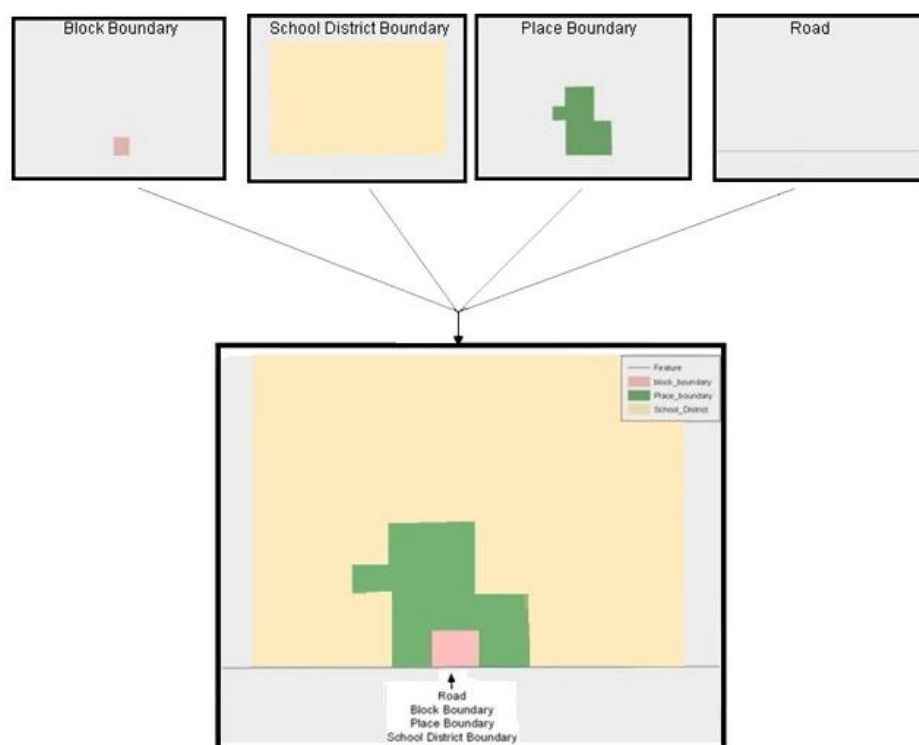 Block Boundary
School District Boundary
Place Boundary
Road
Feature
Block_boundary
Place_boundary
School_District
Road
Block Boundary
Place Boundary
School District Boundary